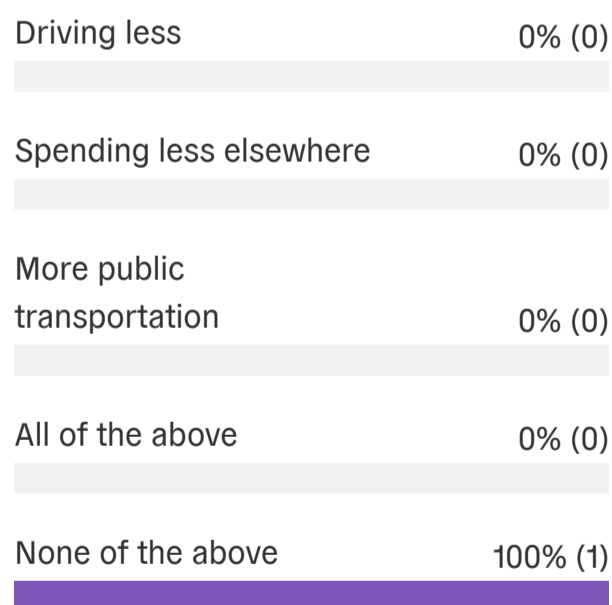 Driving less 0% (0)
Spending less elsewhere 0% (0)
More public
transportation 0% (0)
All of the above 0% (0)
None of the above 100% (1)